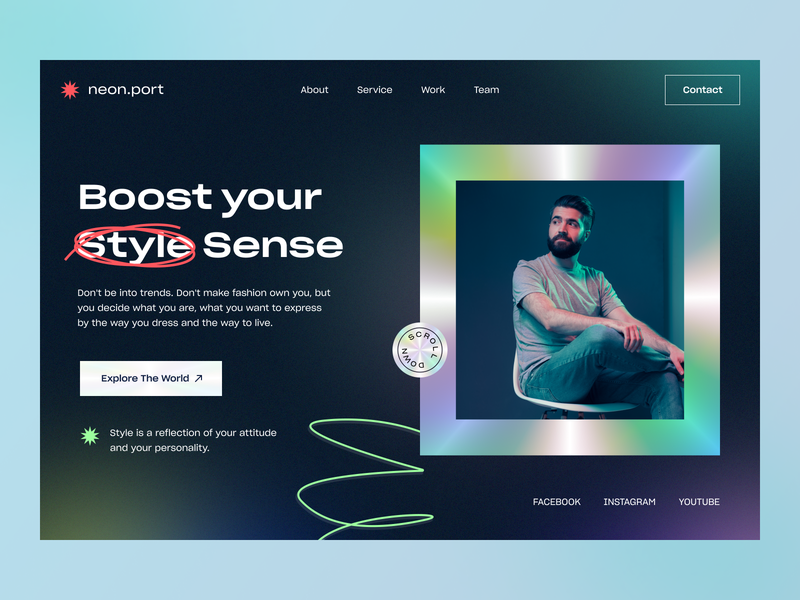 neon.port
About
Service
Work
Team
Contact
Boost your
Style Sense
Don't be into trends. Don't make fashion own you, but
you decide what you are, what you want to express
by the way you dress and the way to live.
SCROLL DOWN
Explore The World
Style is a reflection of your attitude
and your personality.
FACEBOOK
INSTAGRAM
YOUTUBE